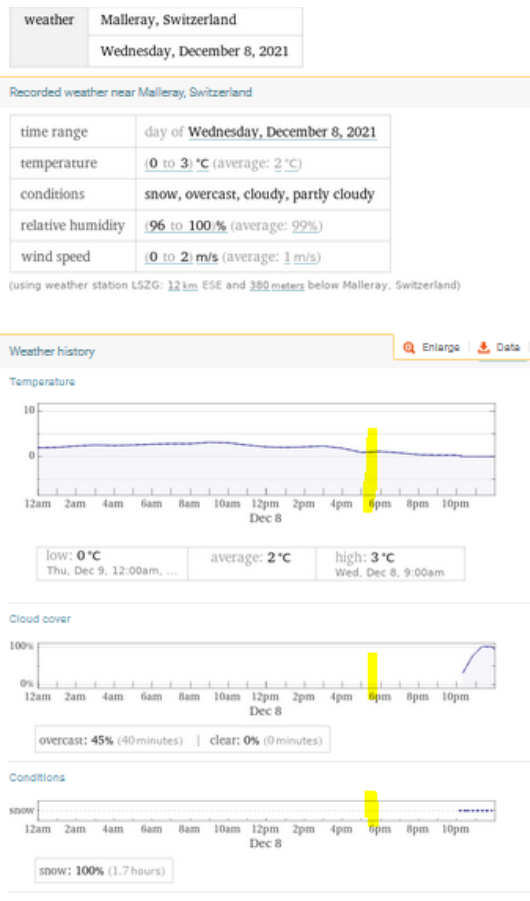 weather Malleray, Switzerland
Wednesday, December 8, 2021
Recorded weather near Malleray, Switzerland
time range day of Wednesday, December 8, 2021
temperature (0 to 3) °C (average: 2 °C)
conditions snow, overcast, cloudy, partly cloudy
relative humidity (96 to 100)% (average: 99%)
wind speed (0 to 2) m/s (average: 1 m/s)
(using weather station LSZG: 12 km ESE and 380 meters below Malleray, Switzerland)
Weather history Enlarge Data
Temperature
10
0
12am 2am 4am 6am 8am 10am 12pm 2pm 4pm 6pm 8pm 10pm
Dec 8
low: 0 °C average: 2 °C high: 3 °C
Thu, Dec 9, 12:00am, ... Wed, Dec 8, 9:00am
Cloud cover
100%
0%
12am 2am 4am 6am 8am 10am 12pm 2pm 4pm 6pm 8pm 10pm
Dec 8
overcast: 45% (40 minutes) | clear: 0% (0 minutes)
Conditions
snow
12am 2am 4am 6am 8am 10am 12pm 2pm 4pm 6pm 8pm 10pm
Dec 8
snow: 100% (1.7 hours)